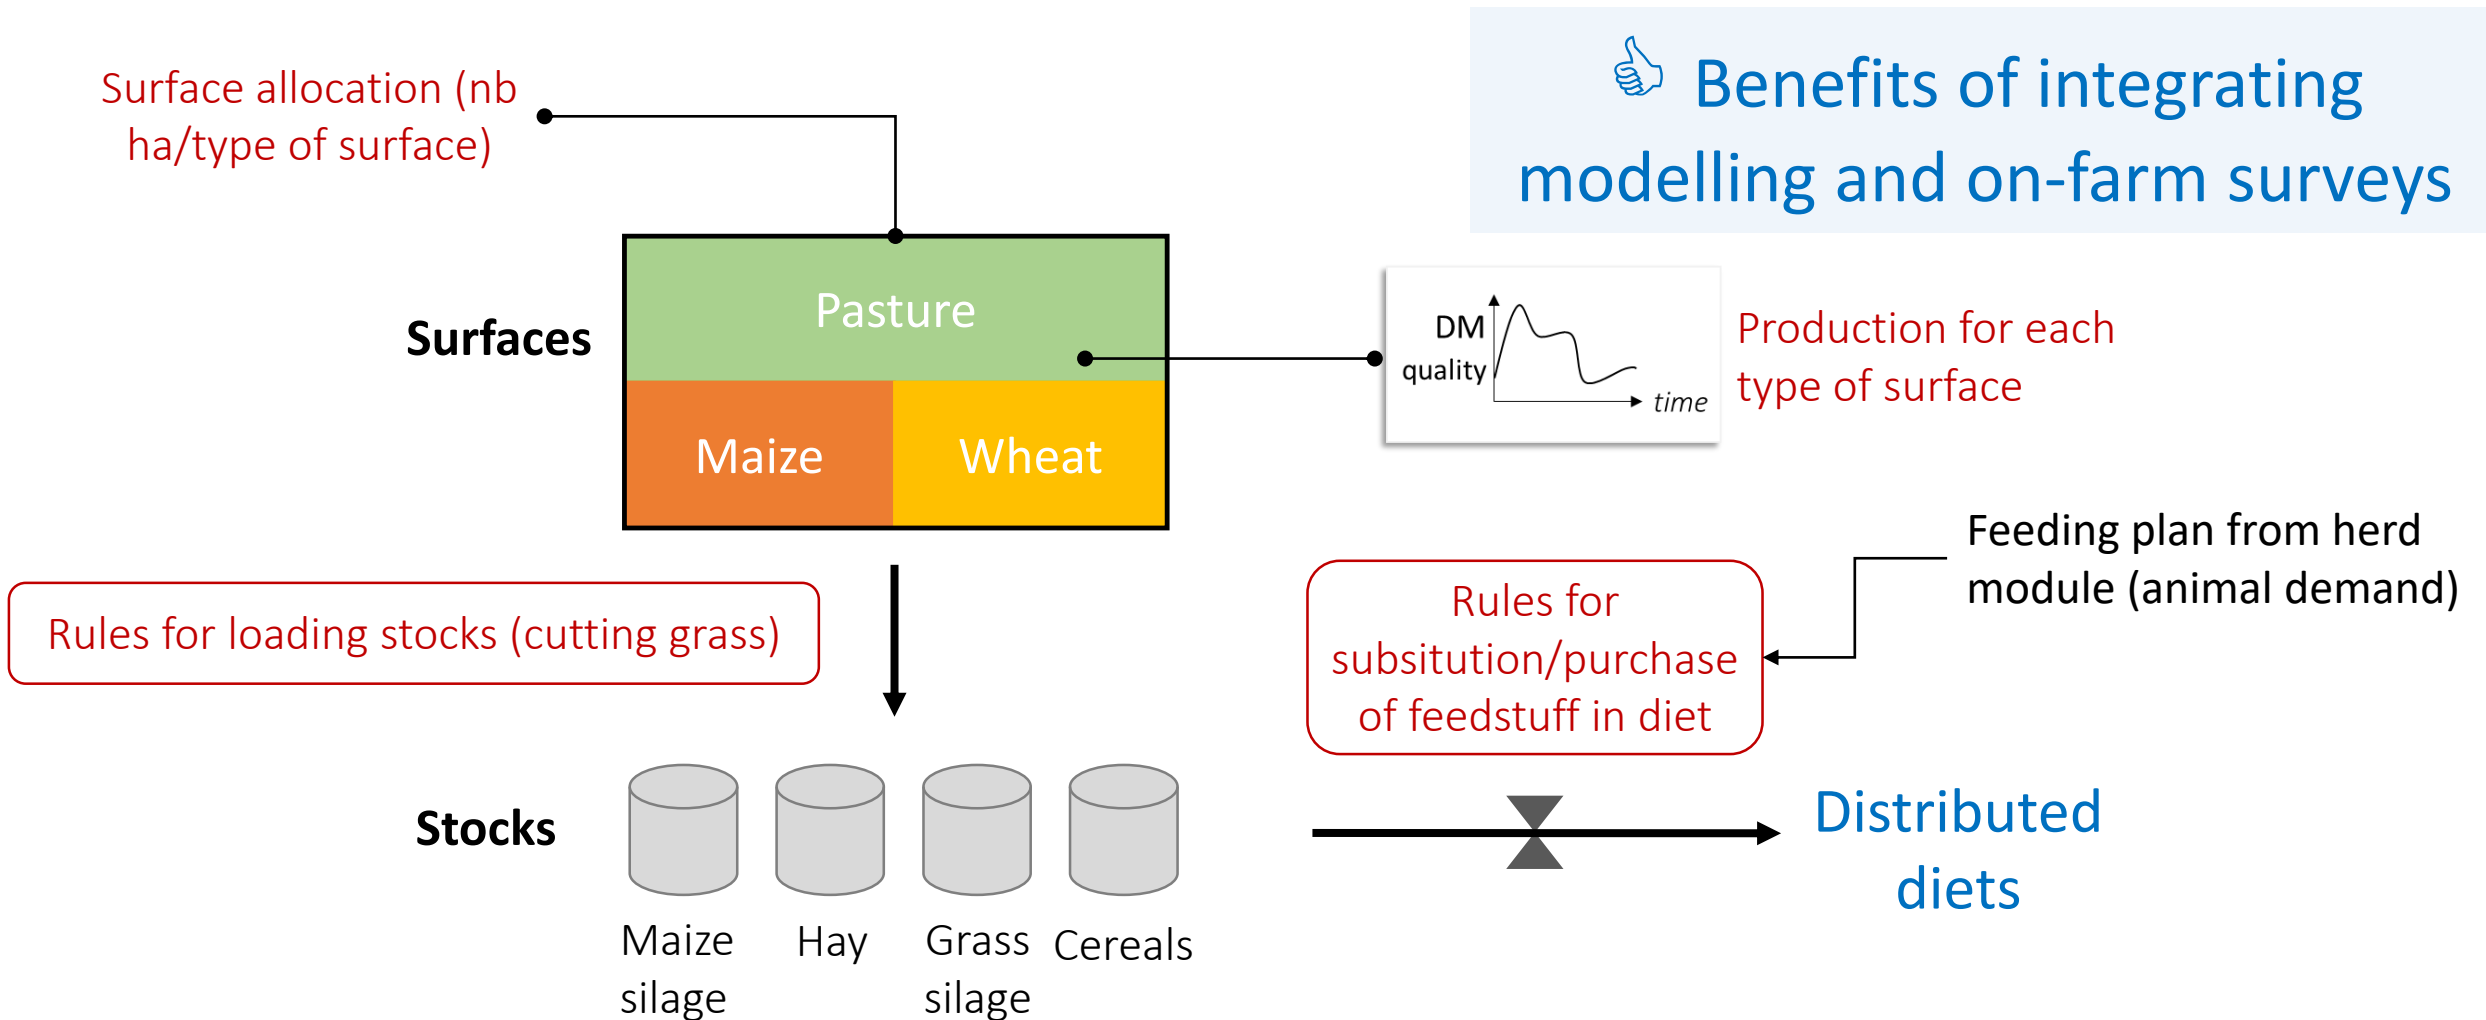 Surface allocation (nb
ha/type of surface)
Benefits of integrating
modelling and on-farm surveys
Surfaces
Pasture
Maize
Wheat
DM
quality
time
Production for each
type of surface
Feeding plan from herd
module (animal demand)
Rules for loading stocks (cutting grass)
Rules for
subsitution/purchase
of feedstuff in diet
Stocks
Maize
silage
Hay
Grass
silage
Cereals
Distributed
diets